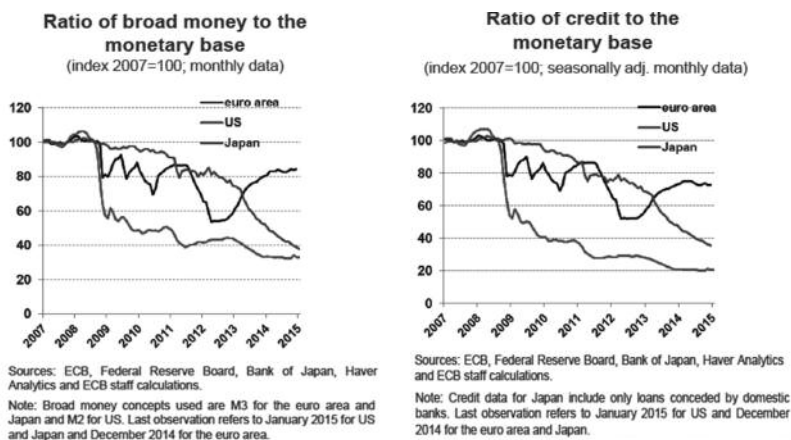 Ratio of broad money to the
monetary base
(index 2007=100; monthly data)
120
100
80
60
40
20
0
euro area
US
Japan
2007
2008
2009
2010
2011
2012
2013
2014
2015
Sources: ECB, Federal Reserve Board, Bank of Japan, Haver
Analytics and ECB staff calculations.
Note: Broad money concepts used are M3 for the euro area and
Japan and M2 for US. Last observation refers to January 2015 for US
and Japan and December 2014 for the euro area.
Ratio of credit to the
monetary base
(index 2007=100; seasonally adj. monthly data)
120
100
80
60
40
20
0
euro area
US
Japan
2007
2008
2009
2010
2011
2012
2013
2014
2015
Sources: ECB, Federal Reserve Board, Bank of Japan, Haver Analytics
and ECB staff calculations.
Note: Credit data for Japan include only loans conceded by domestic
banks. Last observation refers to January 2015 for US and December
2014 for the euro area and Japan.